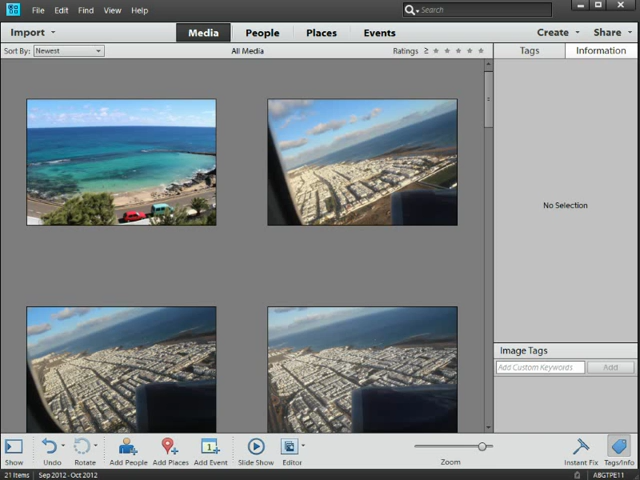 File Edit Find View Help
Search
Import
Media People Places Events
Create Share
Sort By: Newest
All Media
Ratings ≥
Tags Information
No Selection
Image Tags
Add Custom Keywords Add
Show Undo Rotate Add People Add Places Add Event Slide Show Editor Zoom Instant Fix Tags/Info
21 Items Sep 2012 - Oct 2012 ABGTPE11